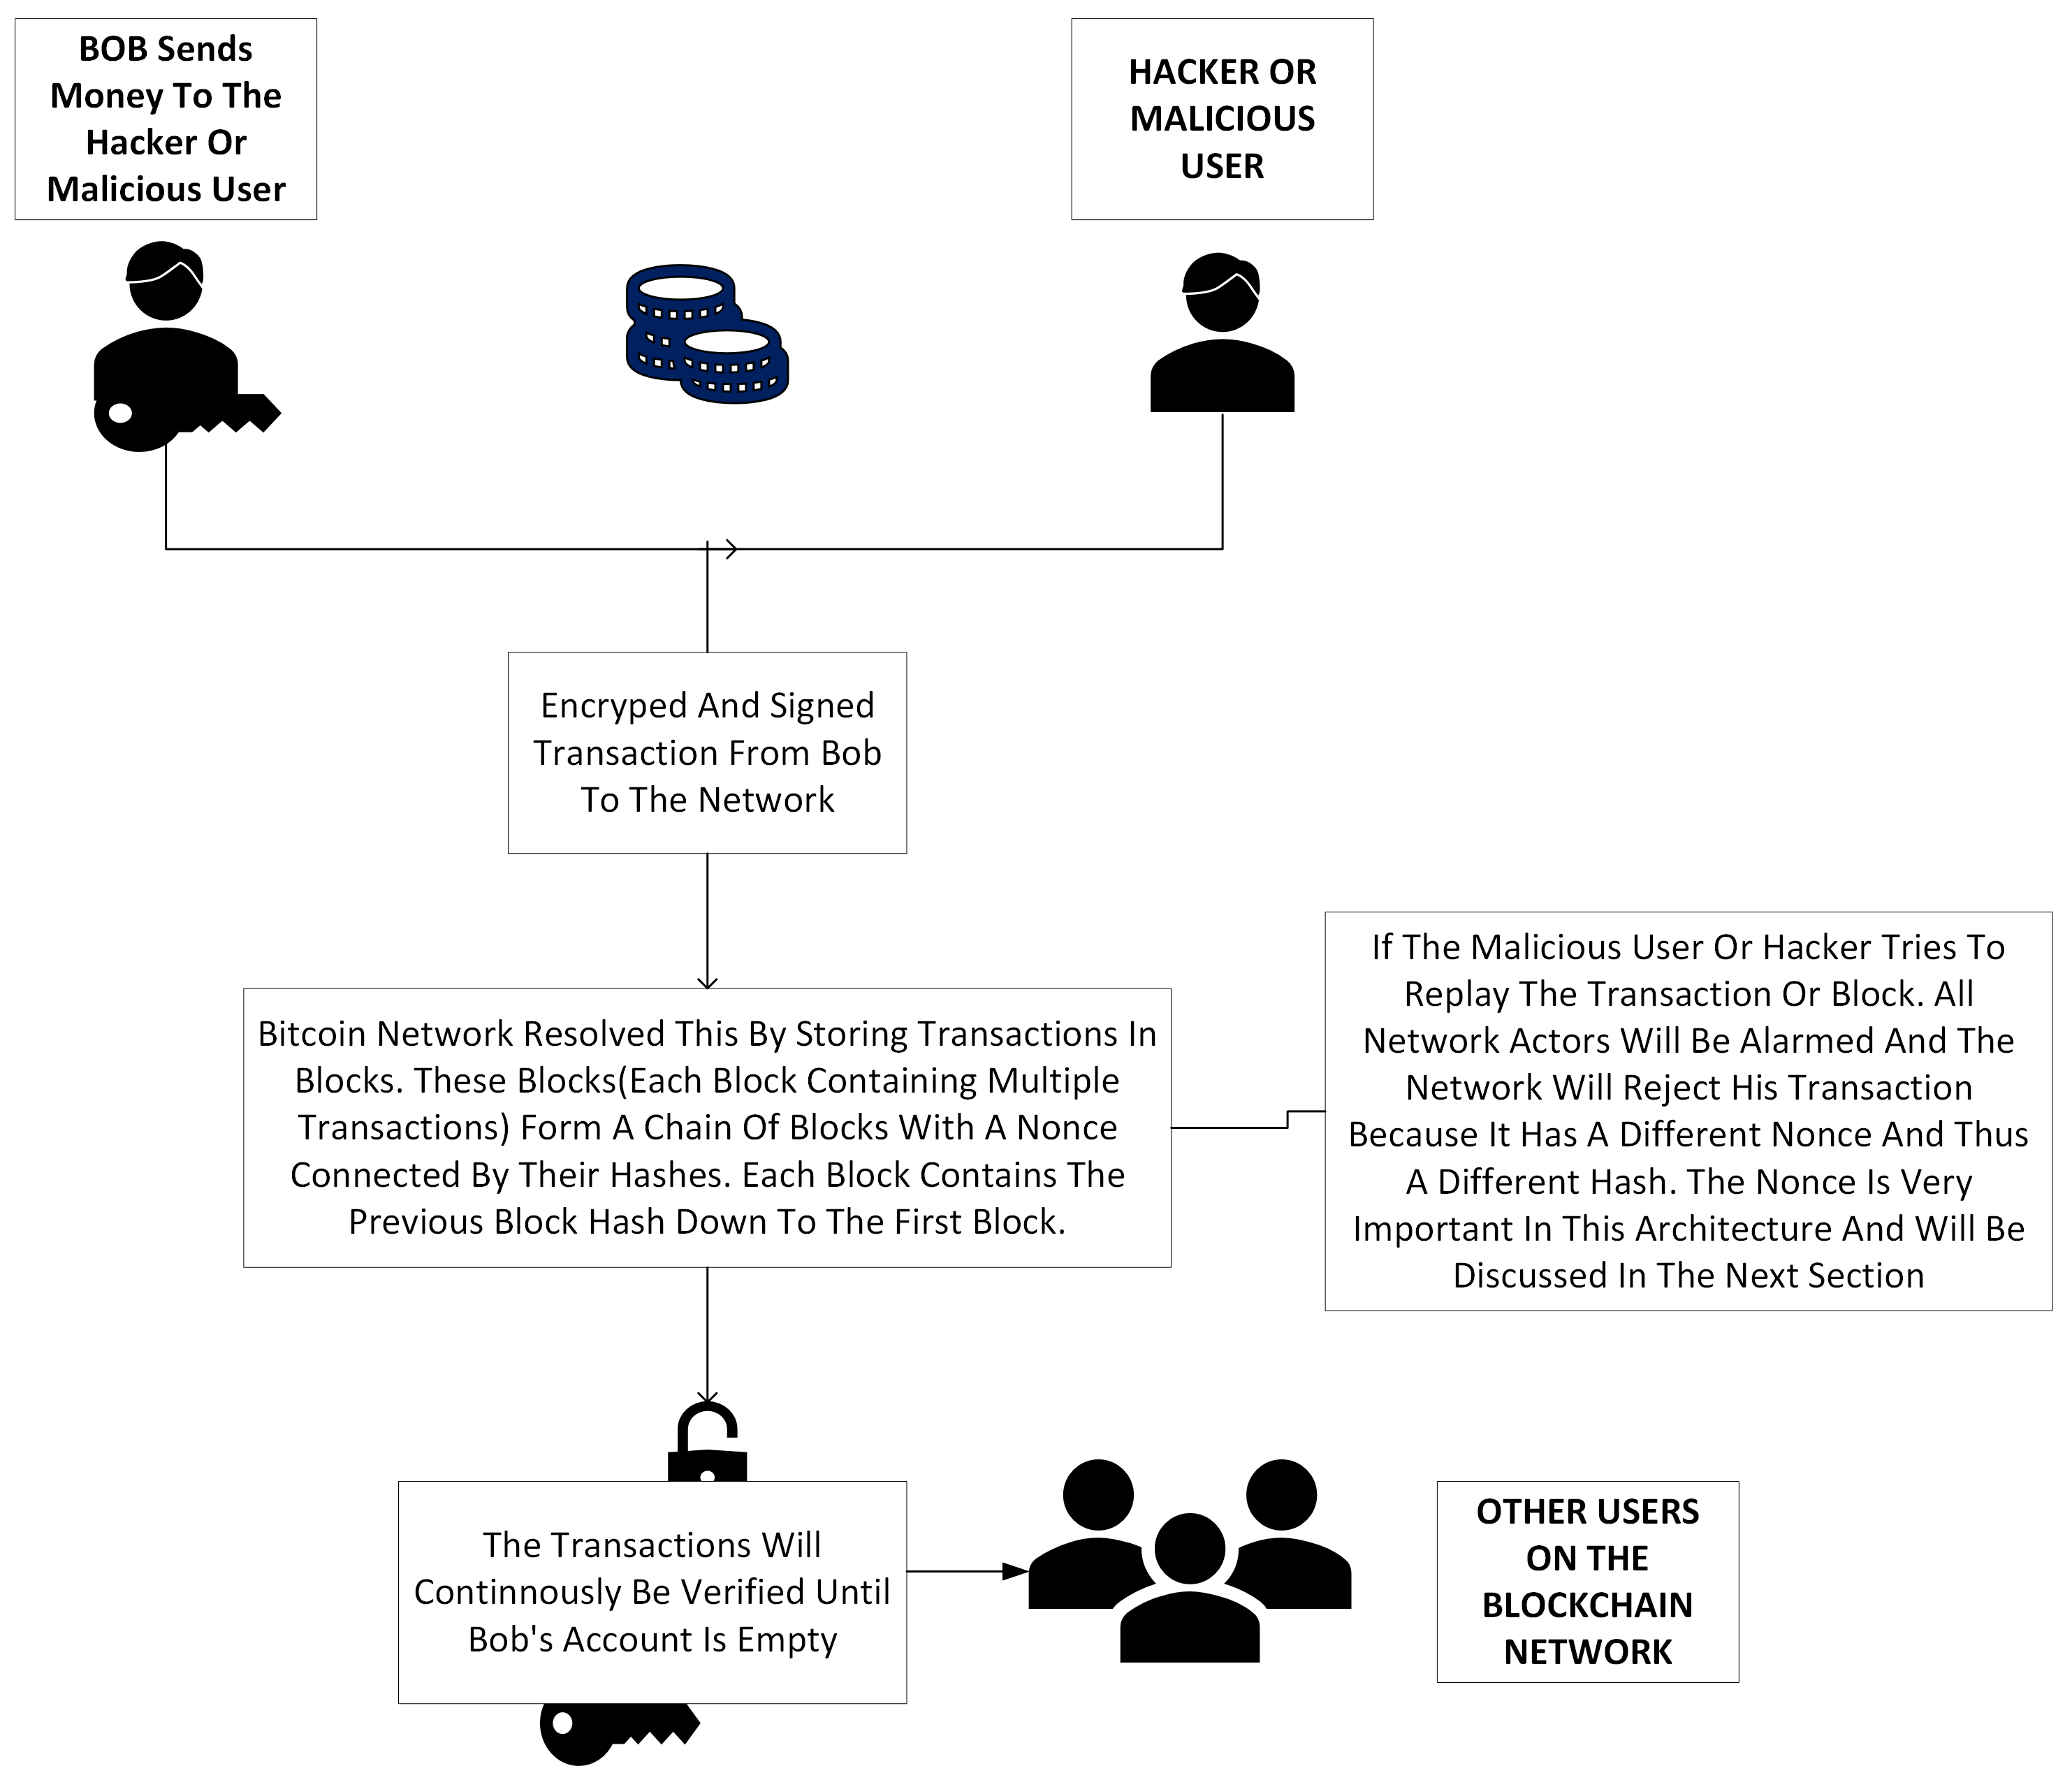 BOB Sends
Money To The
Hacker Or
Malicious User
HACKER OR
MALICIOUS
USER
Encryped And Signed
Transaction From Bob
To The Network
Bitcoin Network Resolved This By Storing Transactions In
Blocks. These Blocks(Each Block Containing Multiple
Transactions) Form A Chain Of Blocks With A Nonce
Connected By Their Hashes. Each Block Contains The
Previous Block Hash Down To The First Block.
If The Malicious User Or Hacker Tries To
Replay The Transaction Or Block. All
Network Actors Will Be Alarmed And The
Network Will Reject His Transaction
Because It Has A Different Nonce And Thus
A Different Hash. The Nonce Is Very
Important In This Architecture And Will Be
Discussed In The Next Section
The Transactions Will
Continnously Be Verified Until
Bob's Account Is Empty
OTHER USERS
ON THE
BLOCKCHAIN
NETWORK